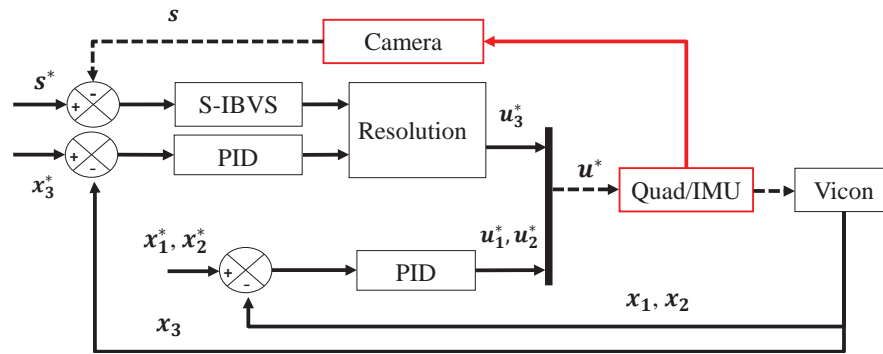 s
Camera
s*
+
-
S-IBVS
Resolution
u₃*
+
-
PID
x₃*
u*
Quad/IMU
Vicon
x₁*, x₂*
+
-
PID
u₁*, u₂*
x₁, x₂
x₃